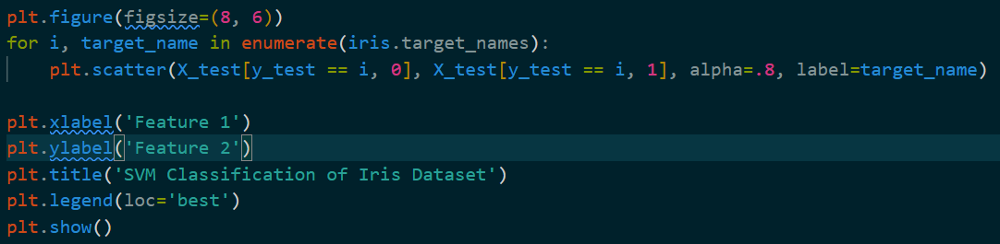 plt.figure(figsize=(8, 6))
for i, target_name in enumerate(iris.target_names):
    plt.scatter(X_test[y_test == i, 0], X_test[y_test == i, 1], alpha=.8, label=target_name)

plt.xlabel('Feature 1')
plt.ylabel('Feature 2')
plt.title('SVM Classification of Iris Dataset')
plt.legend(loc='best')
plt.show()